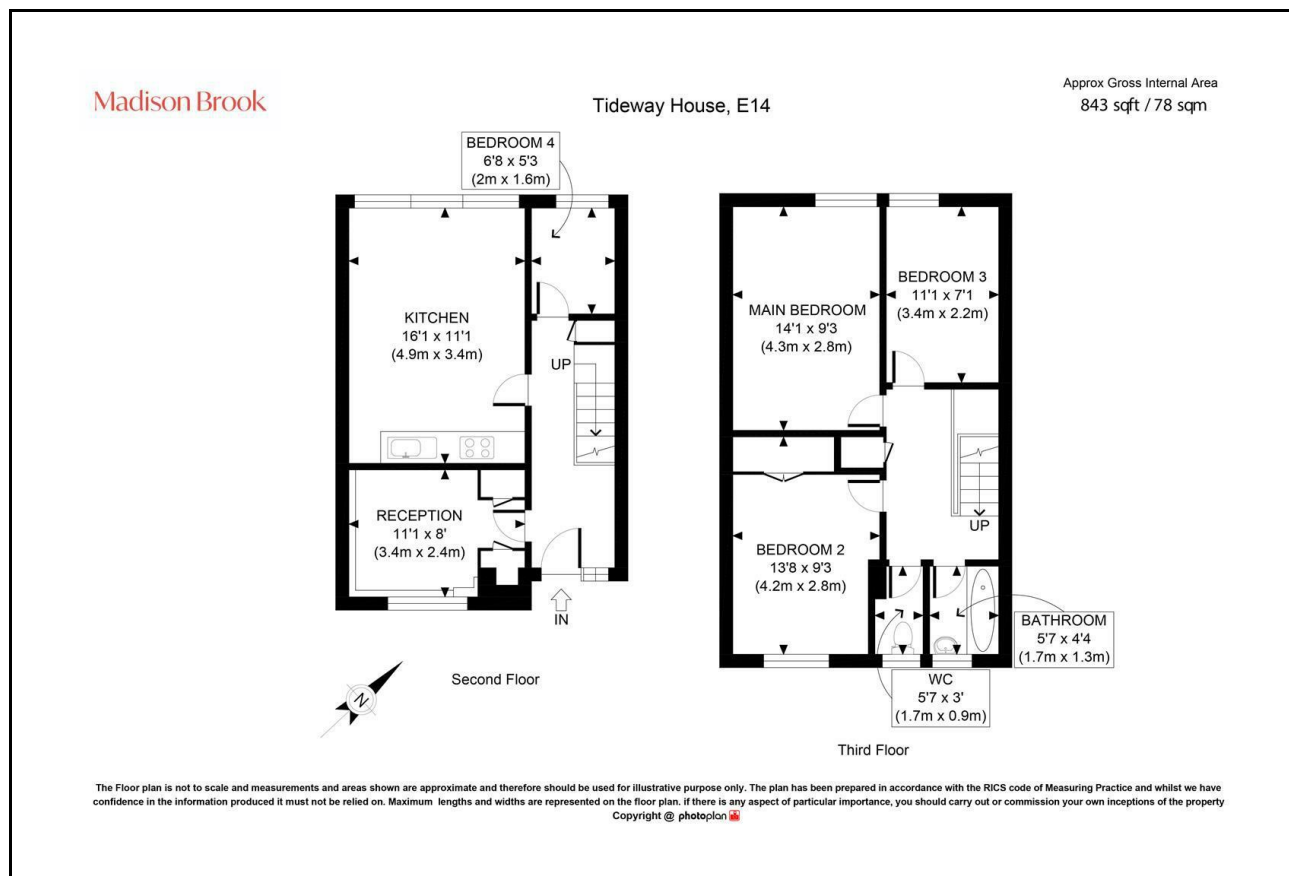 Madison Brook
Tideway House, E14
Approx Gross Internal Area
843 sqft / 78 sqm
BEDROOM 4
6'8 x 5'3
(2m x 1.6m)
KITCHEN
16'1 x 11'1
(4.9m x 3.4m)
UP
RECEPTION
11'1 x 8'
(3.4m x 2.4m)
IN
Second Floor
N
MAIN BEDROOM
14'1 x 9'3
(4.3m x 2.8m)
BEDROOM 3
11'1 x 7'1
(3.4m x 2.2m)
UP
BEDROOM 2
13'8 x 9'3
(4.2m x 2.8m)
BATHROOM
5'7 x 4'4
(1.7m x 1.3m)
WC
5'7 x 3'
(1.7m x 0.9m)
Third Floor
The Floor plan is not to scale and measurements and areas shown are approximate and therefore should be used for illustrative purpose only. The plan has been prepared in accordance with the RICS code of Measuring Practice and whilst we have
confidence in the information produced it must not be relied on. Maximum lengths and widths are represented on the floor plan. if there is any aspect of particular importance, you should carry out or commission your own inceptions of the property
Copyright @ photoplan